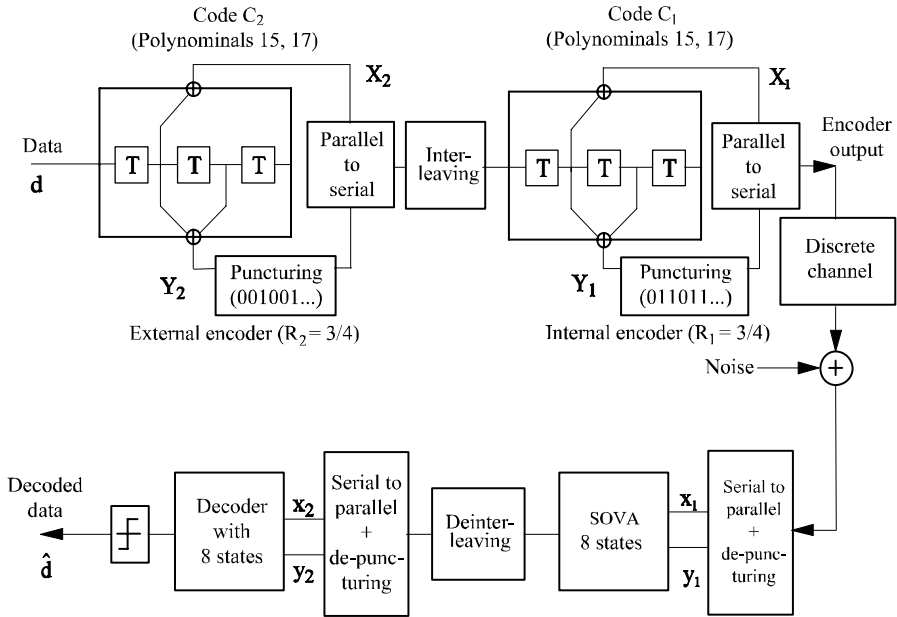 Code C₂
(Polynominals 15, 17)
Code C₁
(Polynominals 15, 17)
X₂
X₁
Data
d
T
T
T
Parallel
to
serial
Inter-
leaving
T
T
T
Parallel
to
serial
Encoder
output
Y₂
Puncturing
(001001...)
Y₁
Puncturing
(011011...)
Discrete
channel
External encoder (R₂ = 3/4)
Internal encoder (R₁ = 3/4)
Noise
+
Decoded
data
d̂
Decoder
with
8 states
x₂
y₂
Serial to
parallel
+
de-punc-
turing
Deinter-
leaving
SOVA
8 states
x₁
y₁
Serial to
parallel
+
de-punc-
turing